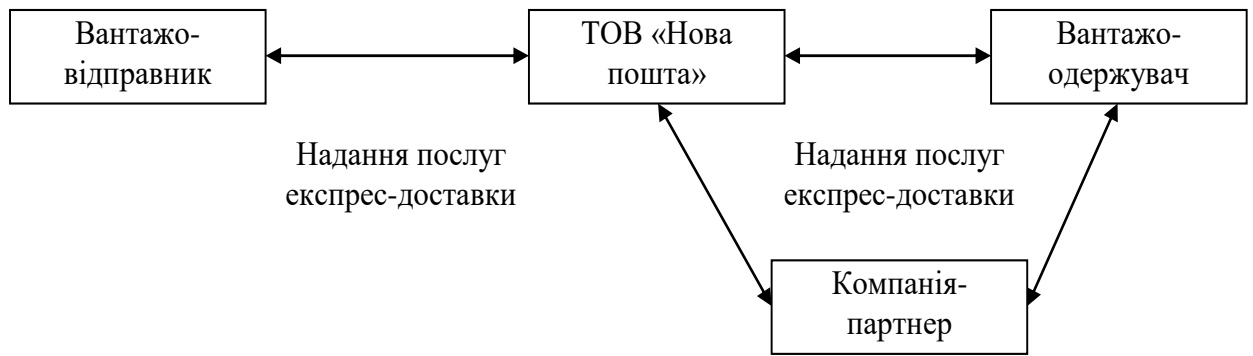 Вантажо-
відправник
ТОВ «Нова
пошта»
Вантажо-
одержувач
Надання послуг
експрес-доставки
Надання послуг
експрес-доставки
Компанія-
партнер